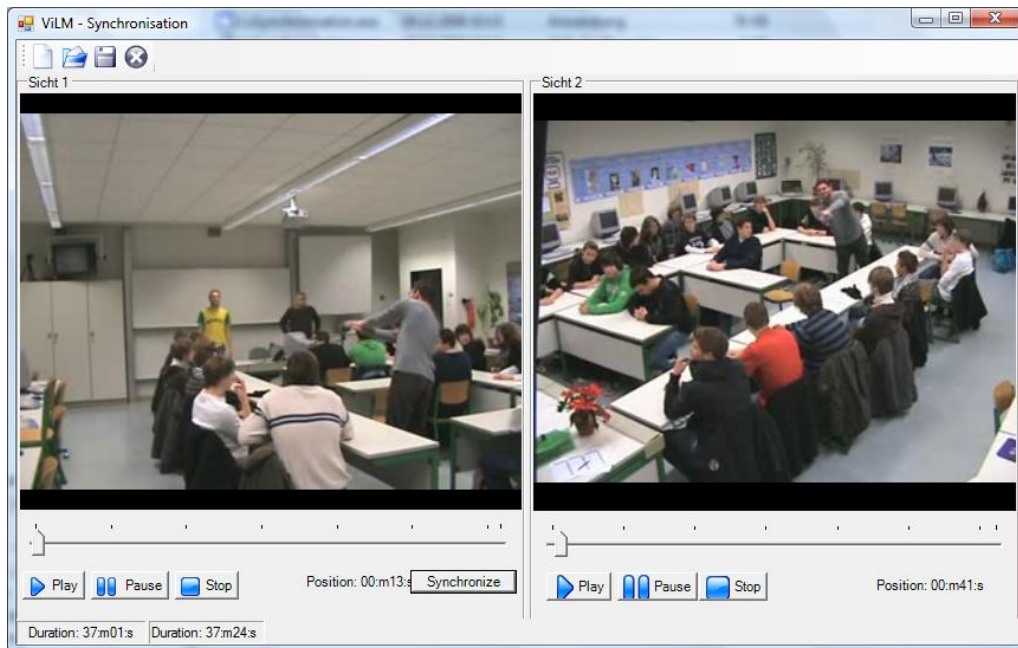 ViLM - Synchronisation
Sicht 1
Sicht 2
Play
Pause
Stop
Position: 00:m13:s
Synchronize
Play
Pause
Stop
Position: 00:m41:s
Duration: 37:m01:s
Duration: 37:m24:s